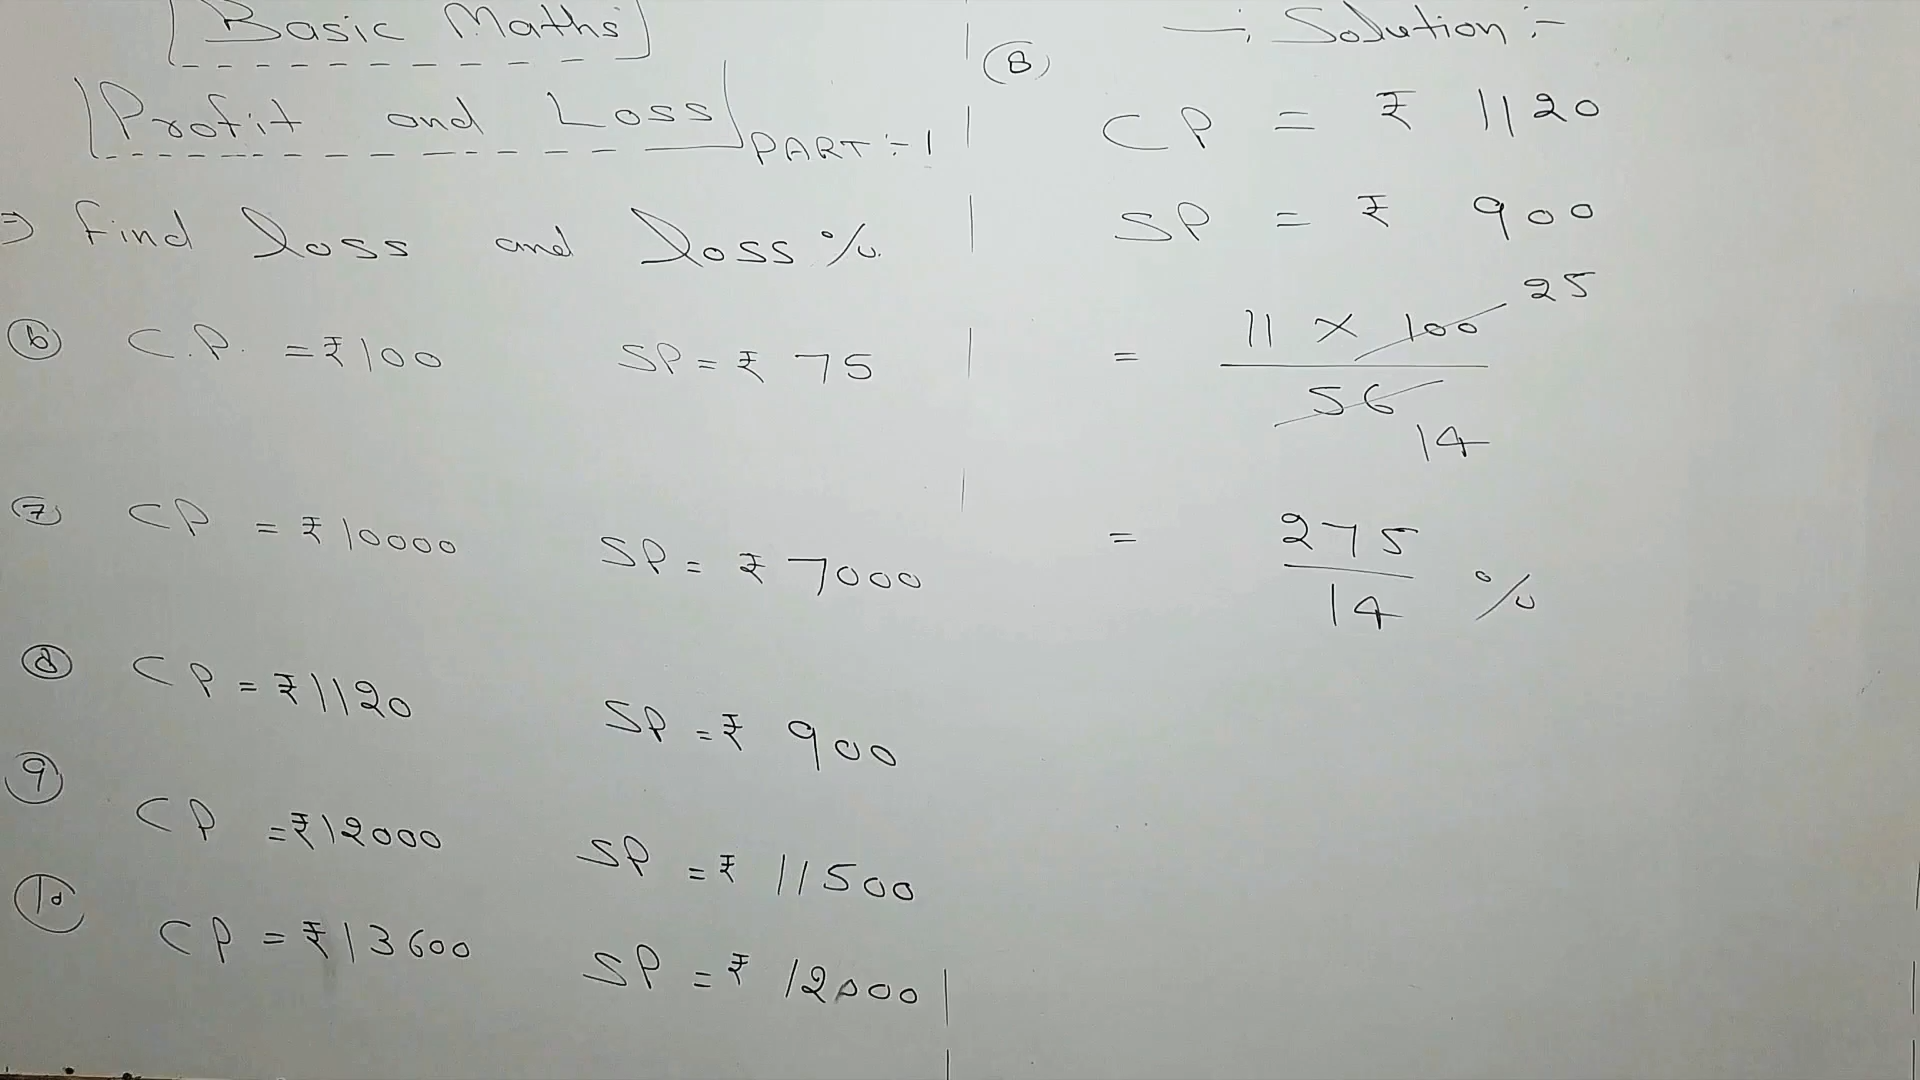 Basic Maths
Profit and Loss PART :- 1
⇒ Find loss and loss %.
⑥ C.P. = ₹ 100 SP = ₹ 75
⑦ CP = ₹ 10000 SP = ₹ 7000
⑧ CP = ₹ 1120 SP = ₹ 900
⑨ CP = ₹ 12000 SP = ₹ 11500
⑩ CP = ₹ 13600 SP = ₹ 12000
—: Solution :-
⑧
CP = ₹ 1120
SP = ₹ 900
25
= 11 × 100
56
14
= 275
14 %